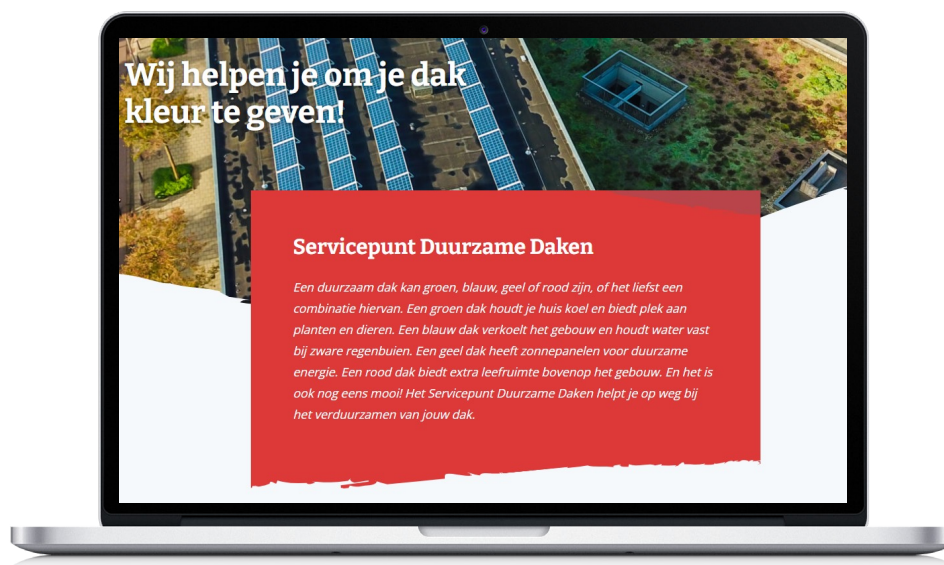 Wij helpen je om je dak
kleur te geven!
Servicepunt Duurzame Daken
Een duurzaam dak kan groen, blauw, geel of rood zijn, of het liefst een
combinatie hiervan. Een groen dak houdt je huis koel en biedt plek aan
planten en dieren. Een blauw dak verkoelt het gebouw en houdt water vast
bij zware regenbuien. Een geel dak heeft zonnepanelen voor duurzame
energie. Een rood dak biedt extra leefruimte bovenop het gebouw. En het is
ook nog eens mooi! Het Servicepunt Duurzame Daken helpt je op weg bij
het verduurzamen van jouw dak.